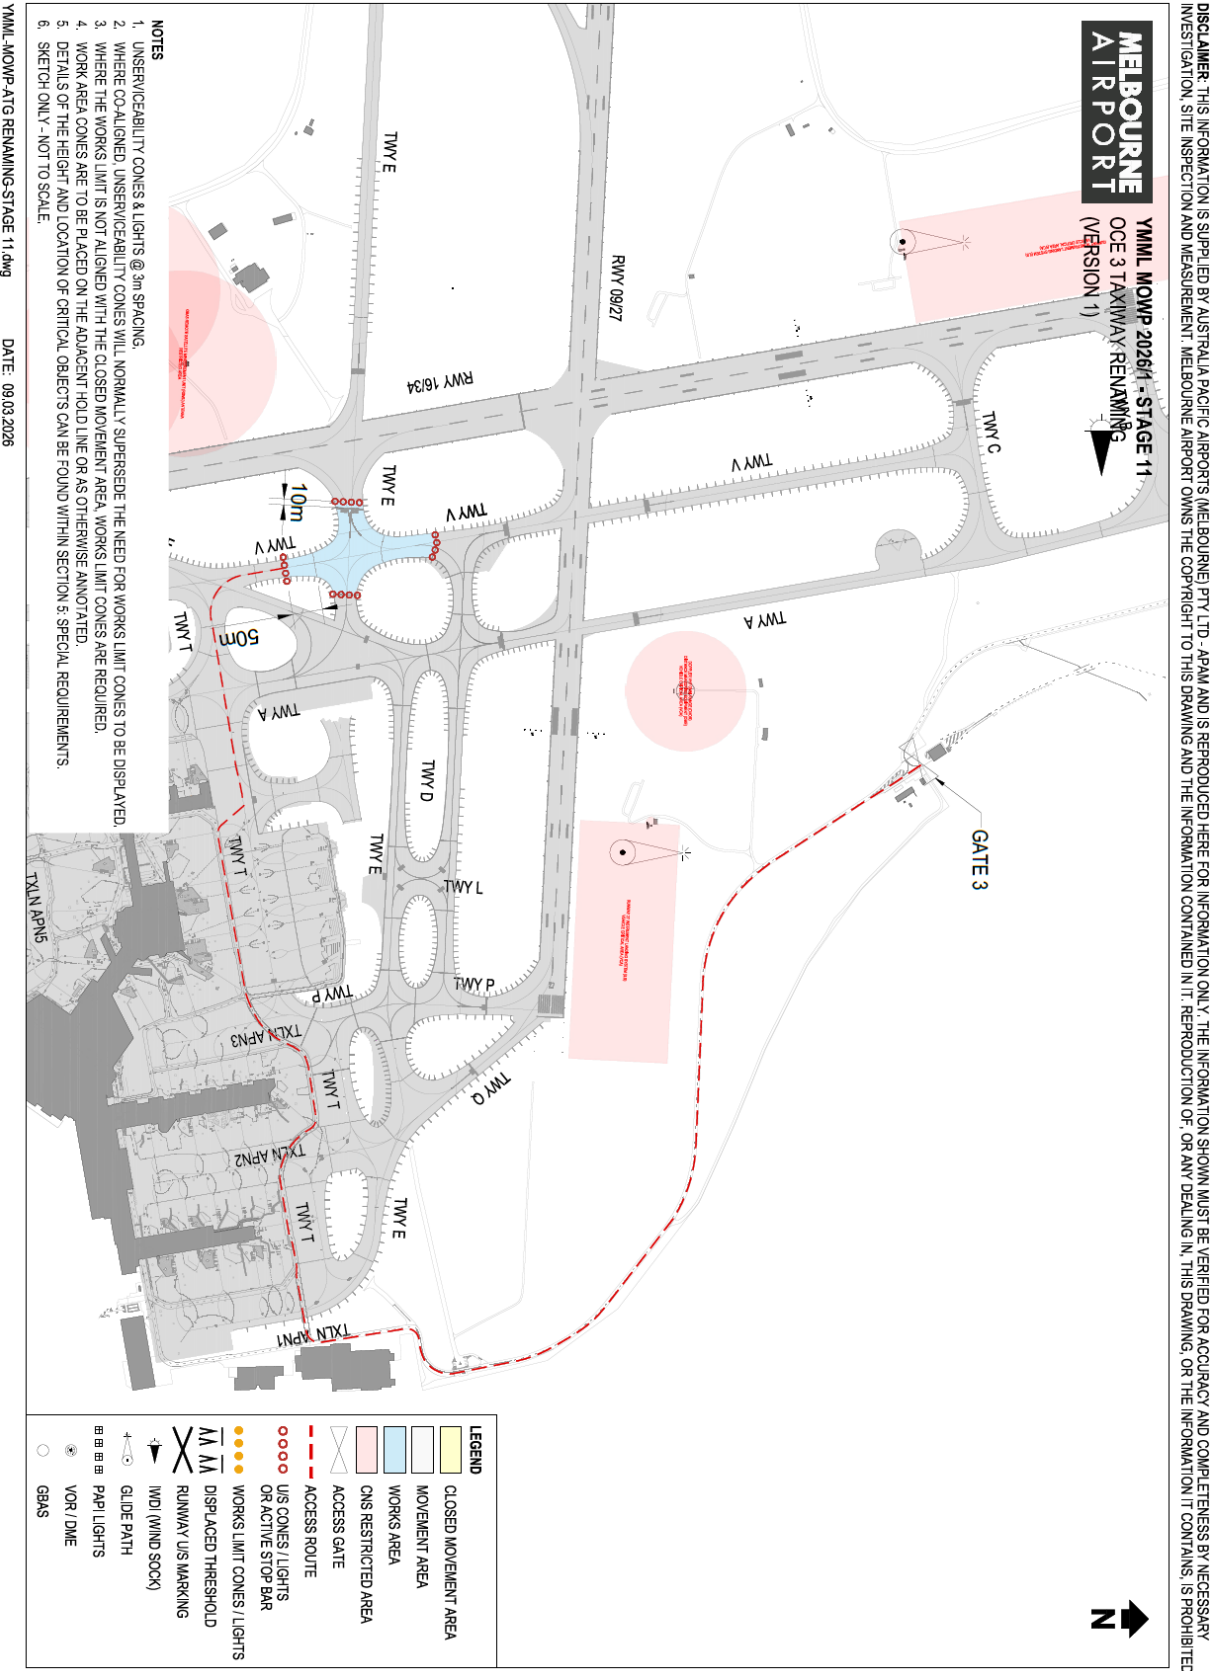 DISCLAIMER: THIS INFORMATION IS SUPPLIED BY AUSTRALIA PACIFIC AIRPORTS (MELBOURNE) PTY LTD - APAM AND IS REPRODUCED HERE FOR INFORMATION ONLY. THE INFORMATION SHOWN MUST BE VERIFIED FOR ACCURACY AND COMPLETENESS BY NECESSARY
INVESTIGATION, SITE INSPECTION AND MEASUREMENT. MELBOURNE AIRPORT OWNS THE COPYRIGHT TO THIS DRAWING AND THE INFORMATION CONTAINED IN IT. REPRODUCTION OF, OR ANY DEALING IN, THIS DRAWING, OR THE INFORMATION IT CONTAINS, IS PROHIBITED
MELBOURNE
AIRPORT
YMML MOWP 2026/1 - STAGE 11
OCE 3 TAXIWAY RENAMING
(VERSION 1)
TWY B
TWY C
TWY V
TWY A
RWY 09/27
RWY 16/34
TWY E
TWY E
TWY V
TWY V
10m
50m
TWY T
TWY A
TWY D
TWY E
TWY L
TWY P
TWY P
TWY Q
TWY T
TXLN APN3
TWY T
TXLN APN2
TWY T
TWY E
TXLN APN1
TXLN APN5
GATE 3
N
NOTES
1. UNSERVICEABILITY CONES & LIGHTS @ 3m SPACING.
2. WHERE CO-ALIGNED, UNSERVICEABILITY CONES WILL NORMALLY SUPERSEDE THE NEED FOR WORKS LIMIT CONES TO BE DISPLAYED.
3. WHERE THE WORKS LIMIT IS NOT ALIGNED WITH THE CLOSED MOVEMENT AREA, WORKS LIMIT CONES ARE REQUIRED.
4. WORK AREA CONES ARE TO BE PLACED ON THE ADJACENT HOLD LINE OR AS OTHERWISE ANNOTATED.
5. DETAILS OF THE HEIGHT AND LOCATION OF CRITICAL OBJECTS CAN BE FOUND WITHIN SECTION 5: SPECIAL REQUIREMENTS.
6. SKETCH ONLY - NOT TO SCALE.
LEGEND
CLOSED MOVEMENT AREA
MOVEMENT AREA
WORKS AREA
CNS RESTRICTED AREA
ACCESS GATE
ACCESS ROUTE
U/S CONES / LIGHTS
OR ACTIVE STOP BAR
WORKS LIMIT CONES / LIGHTS
DISPLACED THRESHOLD
RUNWAY U/S MARKING
IWDI (WIND SOCK)
GLIDE PATH
PAPI LIGHTS
VOR / DME
GBAS
YMML-MOWP-ATG RENAMING-STAGE 11.dwg
DATE: 09.03.2026